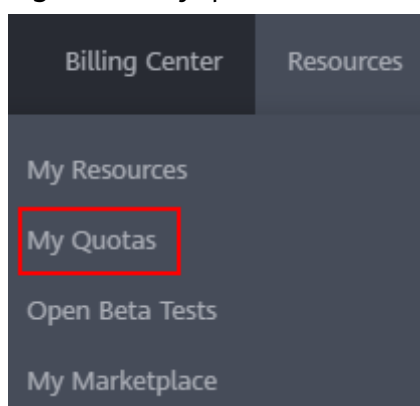 Billing Center Resources
My Resources
My Quotas
Open Beta Tests
My Marketplace